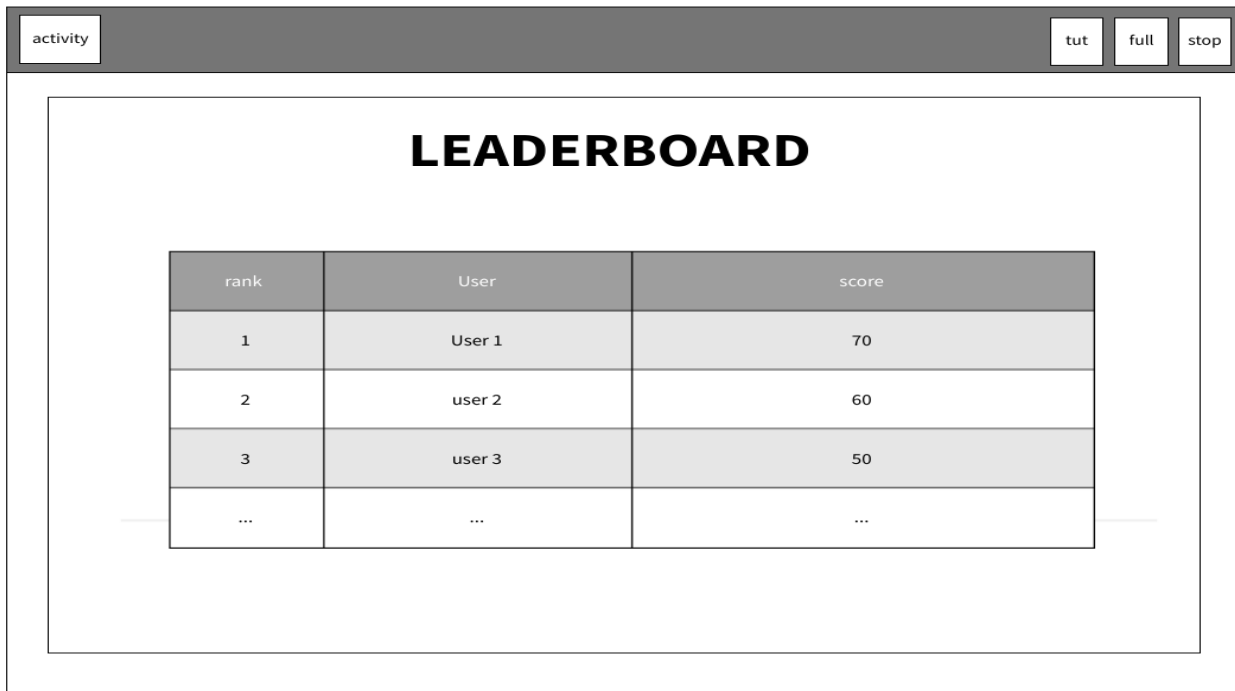 activity tut full stop
LEADERBOARD
rank User score
1 User 1 70
2 user 2 60
3 user 3 50
... ... ...